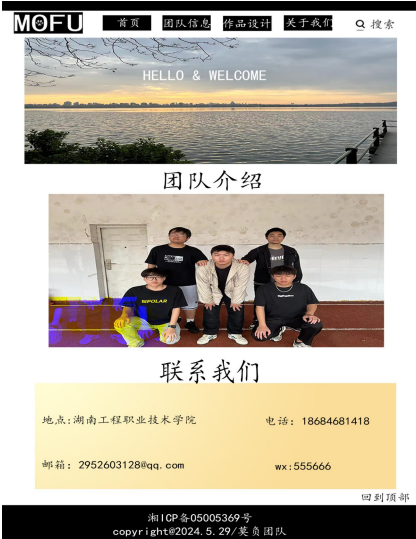 MOFU
首页
团队信息
作品设计
关于我们
搜索
HELLO & WELCOME
团队介绍
联系我们
地点:湖南工程职业技术学院
电话: 18684681418
邮箱: 2952603128@qq.com
wx:555666
回到顶部
湘ICP备05005369号
copyright@2024.5.29/莫负团队